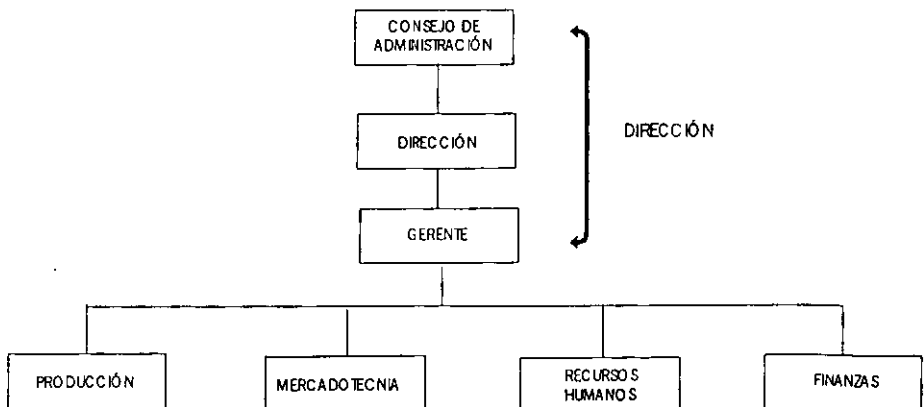 CONSEJO DE
ADMINISTRACIÓN
DIRECCIÓN
DIRECCIÓN
GERENTE
PRODUCCIÓN
MERCADOTECNIA
RECURSOS
HUMANOS
FINANZAS